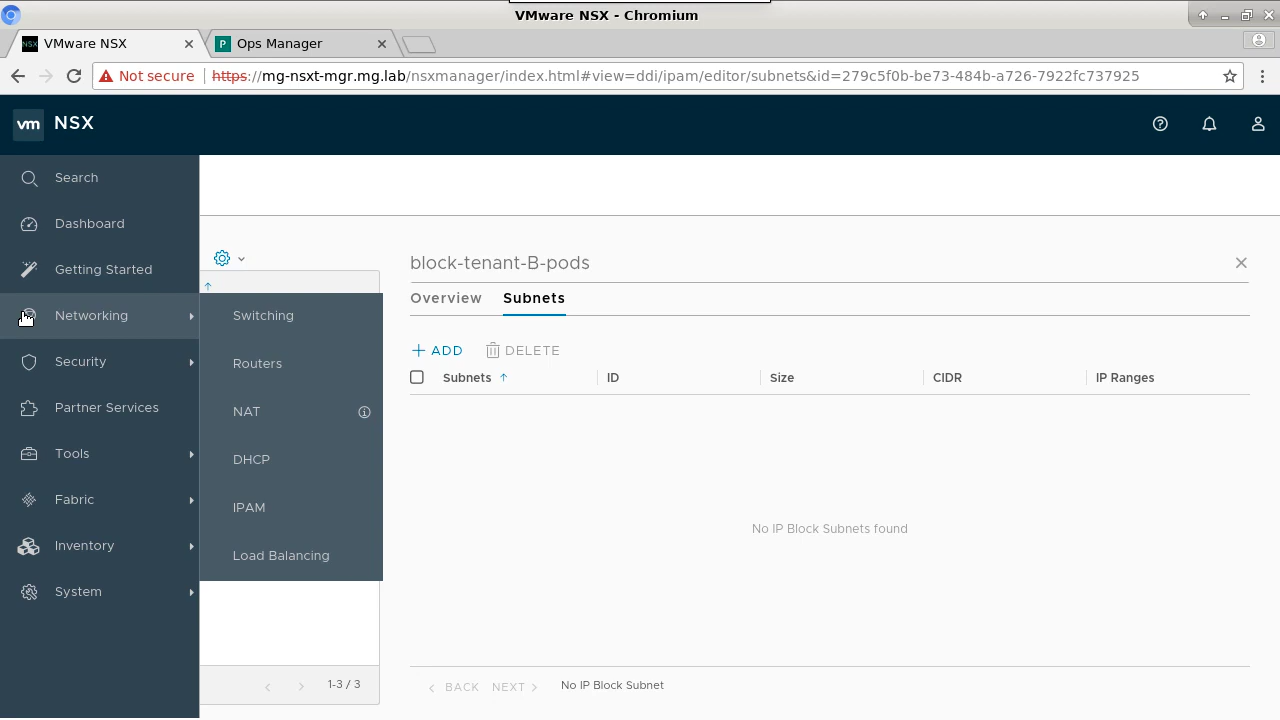 VMware NSX - Chromium
NSX VMware NSX
P Ops Manager
Not secure https://mg-nsxt-mgr.mg.lab/nsxmanager/index.html#view=ddi/ipam/editor/subnets&id=279c5f0b-be73-484b-a726-7922fc737925
vm NSX
Search
Dashboard
Getting Started
Networking
Security
Partner Services
Tools
Fabric
Inventory
System
Switching
Routers
NAT
DHCP
IPAM
Load Balancing
1-3 / 3
block-tenant-B-pods
Overview Subnets
ADD DELETE
Subnets ID Size CIDR IP Ranges
No IP Block Subnets found
BACK NEXT No IP Block Subnet